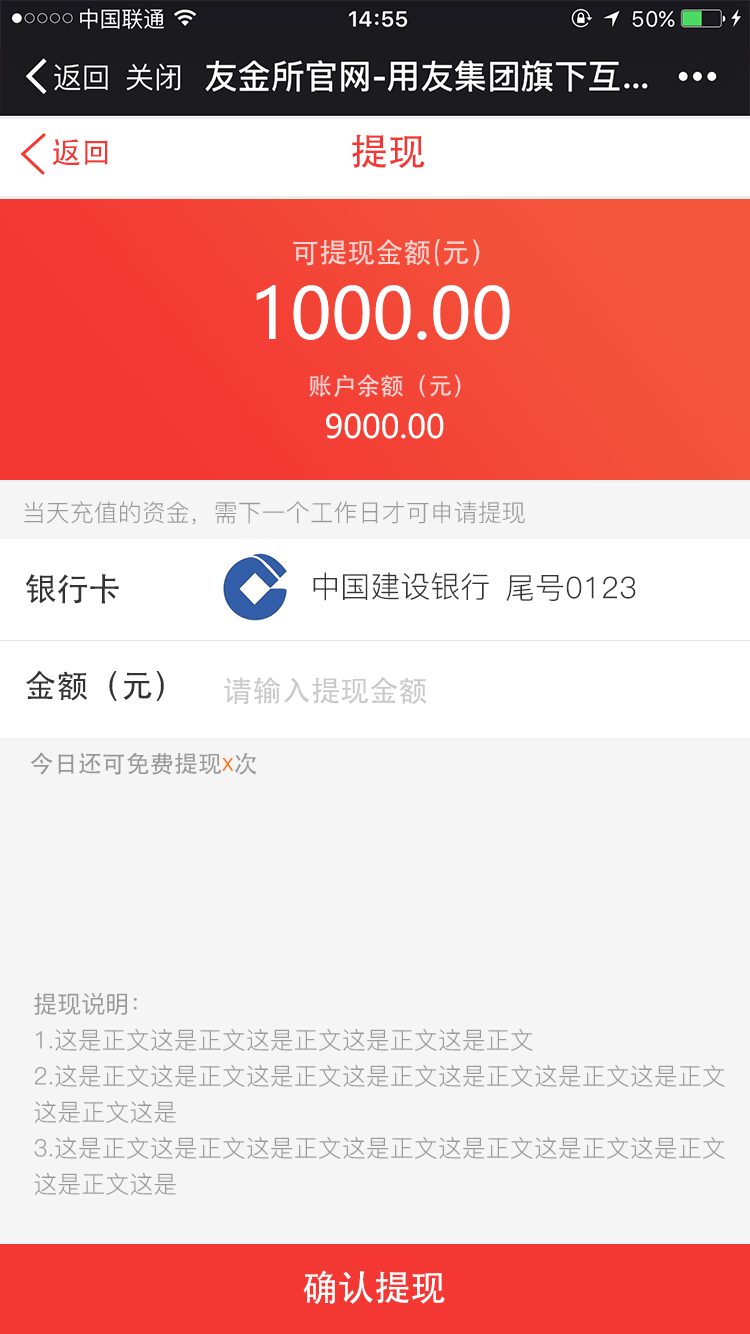 中国联通 14:55 50%
返回 关闭 友金所官网-用友集团旗下互...
返回 提现
可提现金额(元)
1000.00
账户余额（元）
9000.00
当天充值的资金，需下一个工作日才可申请提现
银行卡 中国建设银行 尾号0123
金额（元） 请输入提现金额
今日还可免费提现x次
提现说明：
1.这是正文这是正文这是正文这是正文这是正文
2.这是正文这是正文这是正文这是正文这是正文这是正文这是正文
这是正文这是
3.这是正文这是正文这是正文这是正文这是正文这是正文这是正文
这是正文这是
确认提现